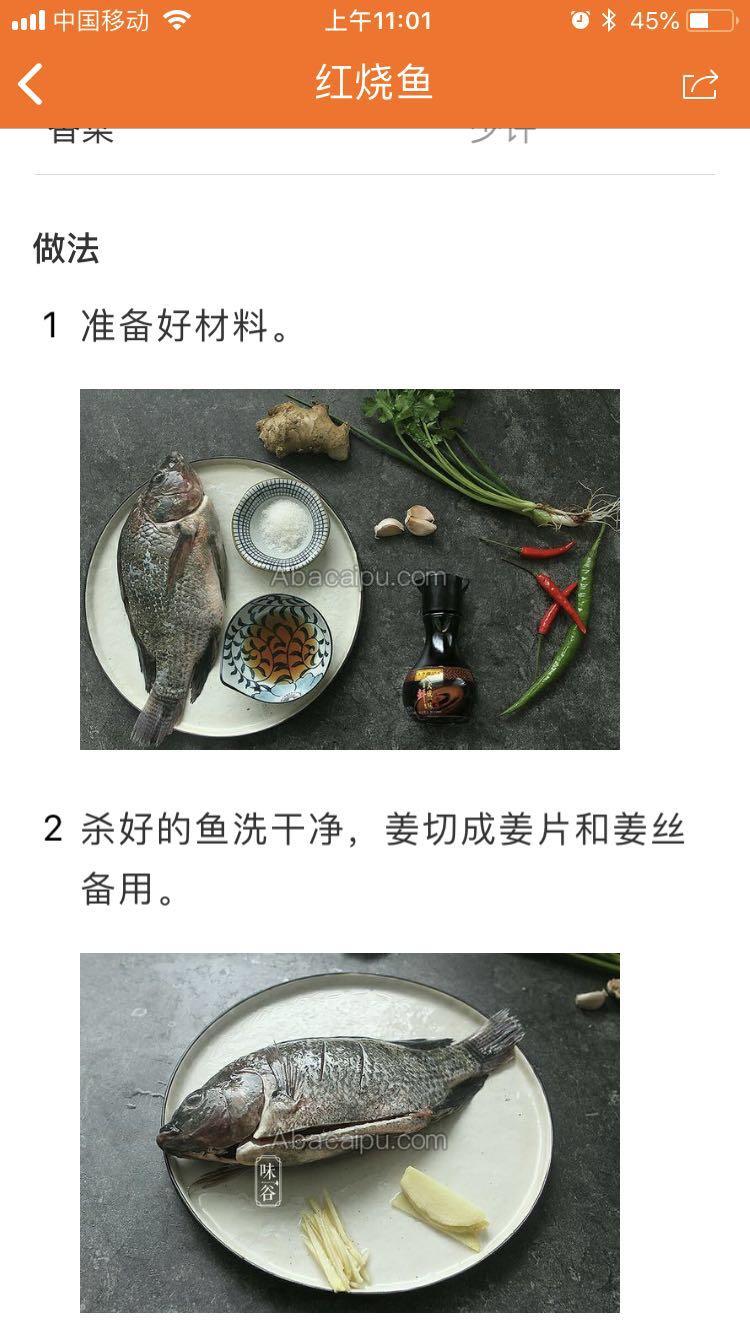 中国移动
上午11:01
45%
红烧鱼
香菜
少许
做法
1 准备好材料。
Abacaipu.com
2 杀好的鱼洗干净，姜切成姜片和姜丝
备用。
Abacaipu.com
味谷